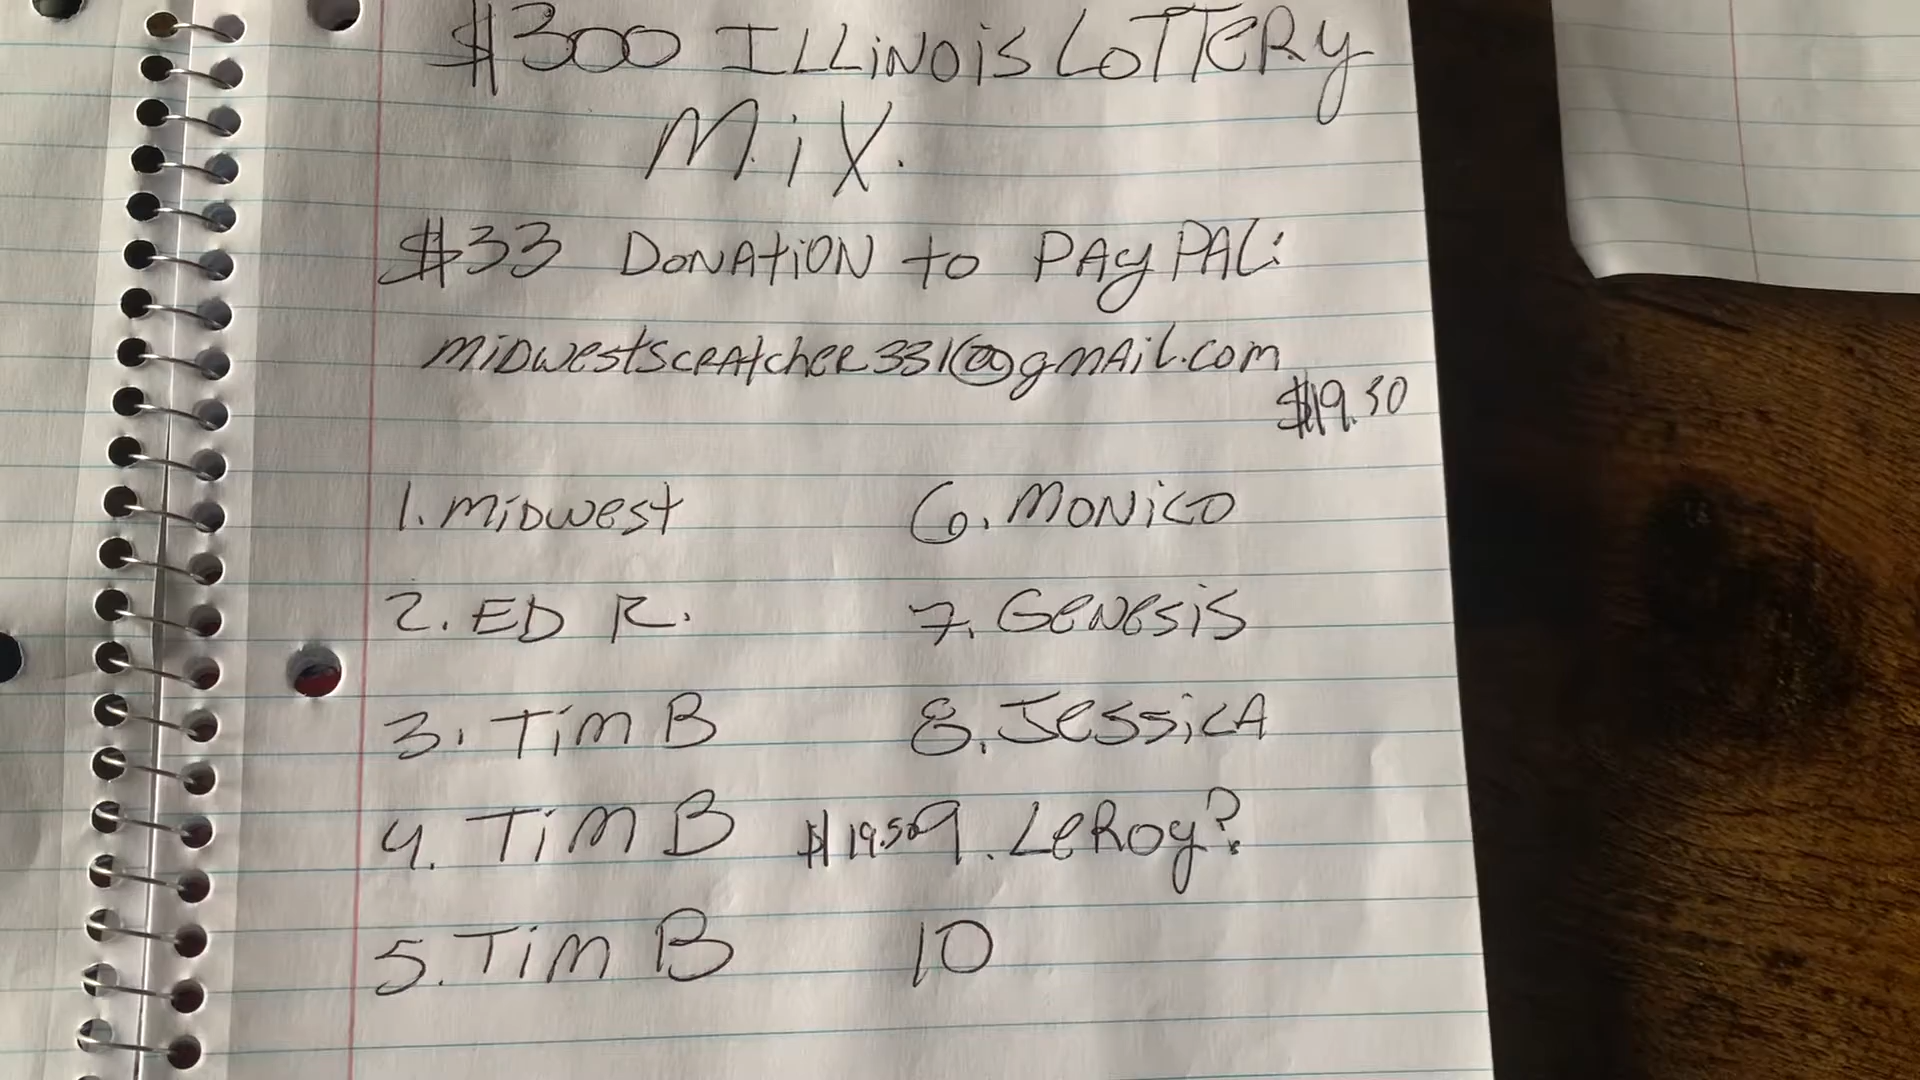 $300 ILLiNOiS LOTTERY
MiX.
$33 DONATiON to PAYPAL:
MiDwestscRAtcheR331@gmAiL.com
$19.30
1. MiDwest
2. ED R.
3. Tim B
4. Tim B
5. Tim B
6. MONiCO
7. GeNesis
8. JessicA
$19.50 9. LeRoy?
10